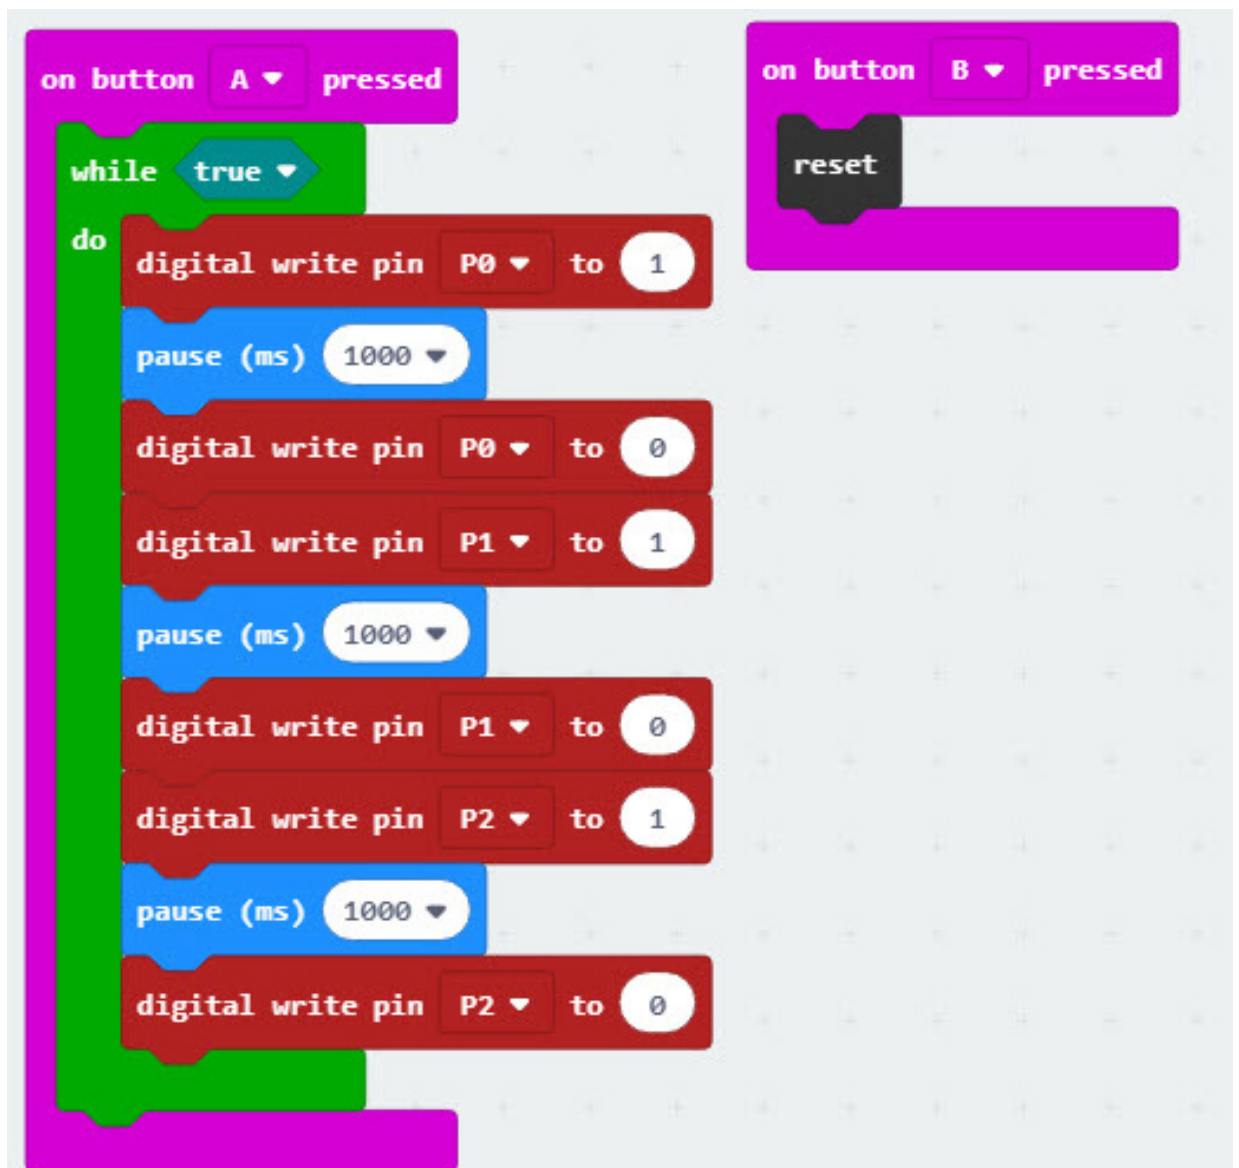 on button A pressed
while true
do
digital write pin P0 to 1
pause (ms) 1000
digital write pin P0 to 0
digital write pin P1 to 1
pause (ms) 1000
digital write pin P1 to 0
digital write pin P2 to 1
pause (ms) 1000
digital write pin P2 to 0
on button B pressed
reset